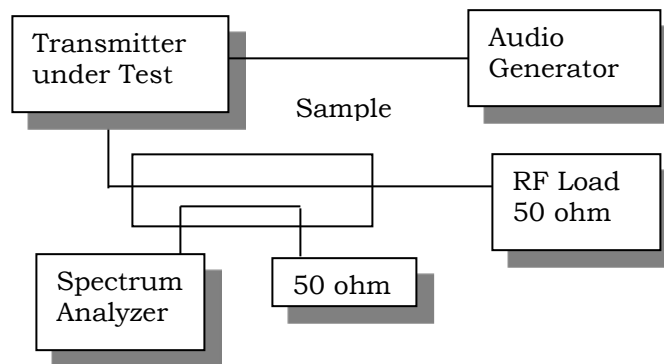 Transmitter
under Test
Audio
Generator
Sample
RF Load
50 ohm
Spectrum
Analyzer
50 ohm